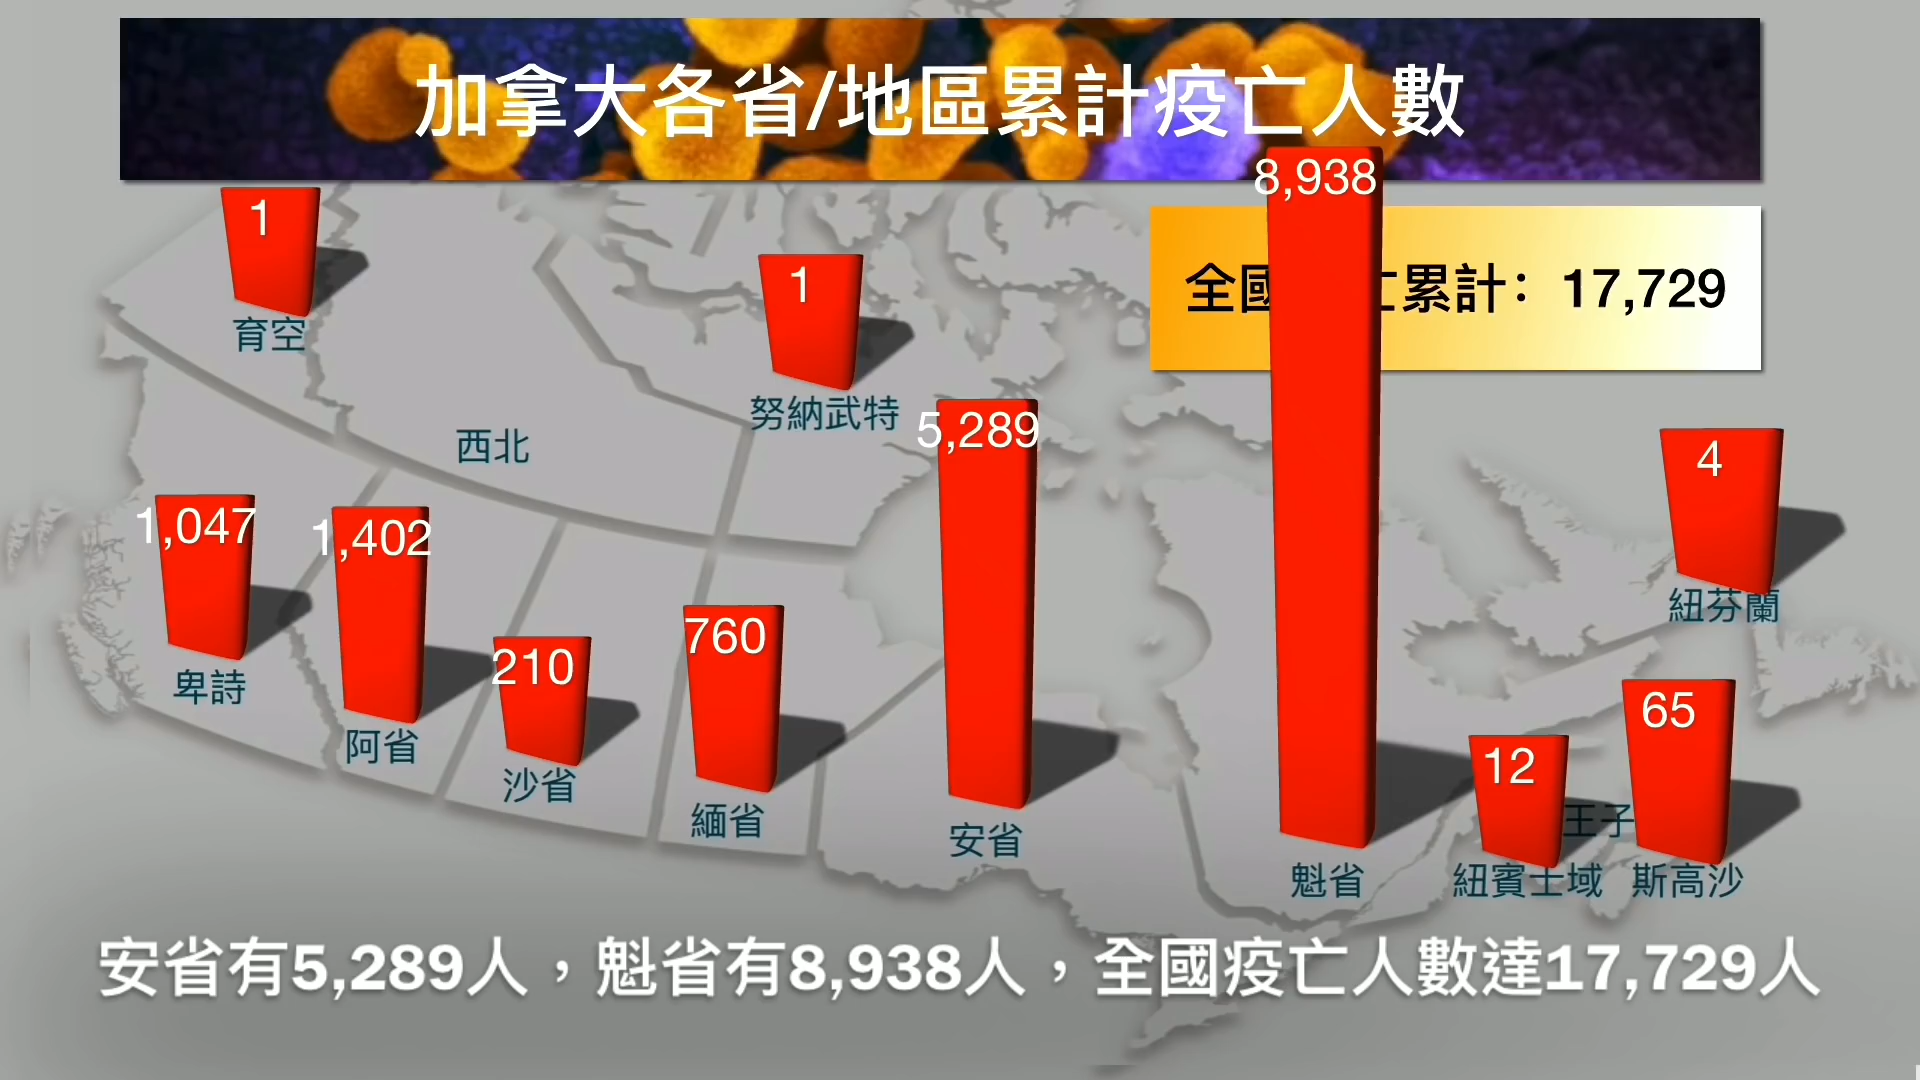 加拿大各省/地區累計疫亡人數
8,938
1
全國 累計：17,729
1
育空
努納武特
5,289
西北
4
1,047
1,402
紐芬蘭
760
210
卑詩
65
阿省
12
沙省
緬省
王子
安省
魁省
紐賓士域
斯高沙
安省有5,289人，魁省有8,938人，全國疫亡人數達17,729人